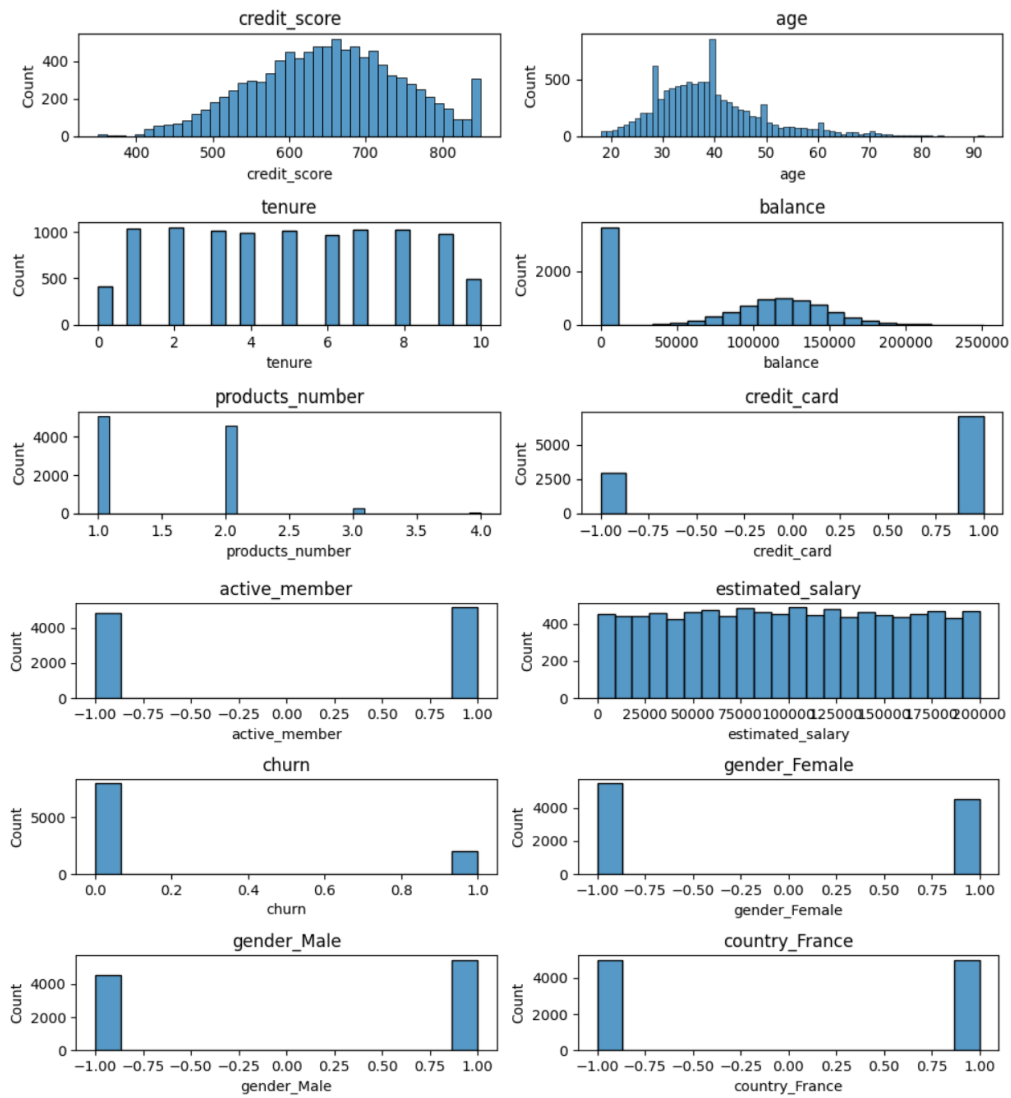 credit_score
Count
400
200
0
400 500 600 700 800
credit_score
age
Count
500
0
20 30 40 50 60 70 80 90
age
tenure
Count
1000
500
0
0 2 4 6 8 10
tenure
balance
Count
2000
0
0 50000 100000 150000 200000 250000
balance
products_number
Count
4000
2000
0
1.0 1.5 2.0 2.5 3.0 3.5 4.0
products_number
credit_card
Count
5000
2500
0
−1.00 −0.75 −0.50 −0.25 0.00 0.25 0.50 0.75 1.00
credit_card
active_member
Count
4000
2000
0
−1.00 −0.75 −0.50 −0.25 0.00 0.25 0.50 0.75 1.00
active_member
estimated_salary
Count
400
200
0
0 25000 50000 75000 100000 125000 150000 175000 200000
estimated_salary
churn
Count
5000
0
0.0 0.2 0.4 0.6 0.8 1.0
churn
gender_Female
Count
4000
2000
0
−1.00 −0.75 −0.50 −0.25 0.00 0.25 0.50 0.75 1.00
gender_Female
gender_Male
Count
4000
2000
0
−1.00 −0.75 −0.50 −0.25 0.00 0.25 0.50 0.75 1.00
gender_Male
country_France
Count
4000
2000
0
−1.00 −0.75 −0.50 −0.25 0.00 0.25 0.50 0.75 1.00
country_France